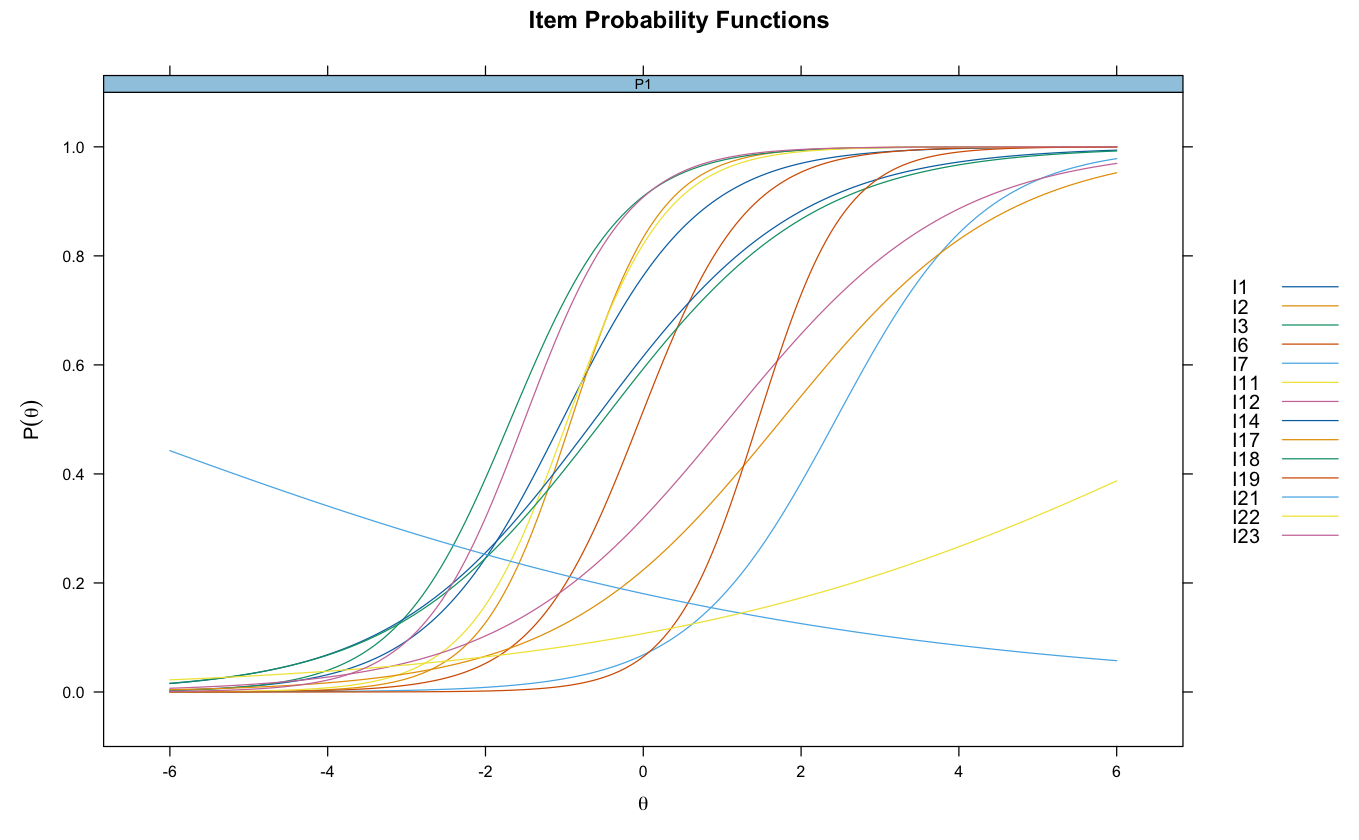 Item Probability Functions
P1
1.0
0.8
0.6
0.4
0.2
0.0
P(θ)
-6 -4 -2 0 2 4 6
θ
I1
I2
I3
I6
I7
I11
I12
I14
I17
I18
I19
I21
I22
I23